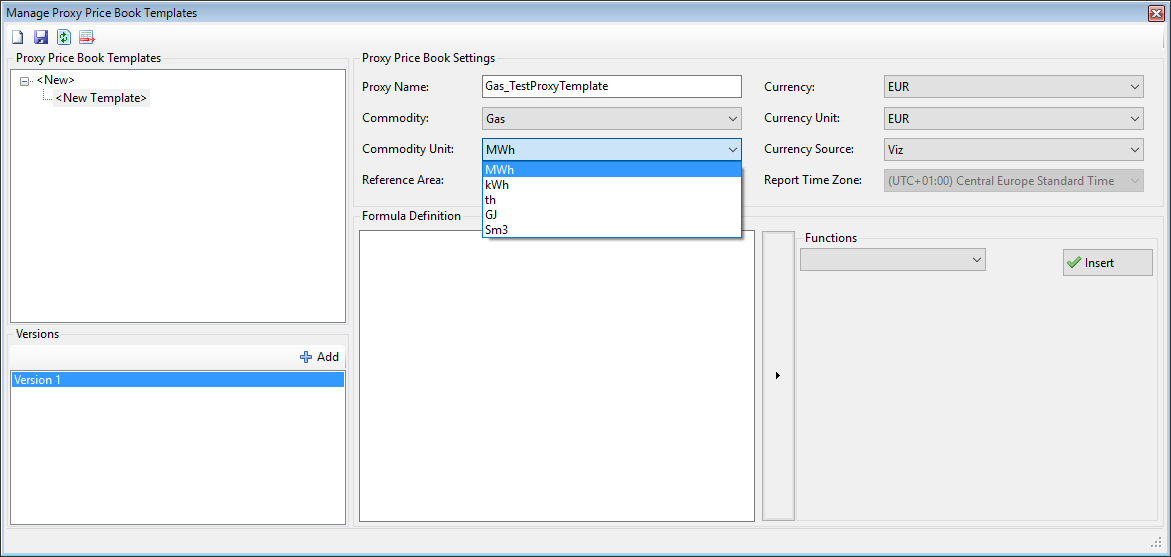 Manage Proxy Price Book Templates
Proxy Price Book Templates
<New>
<New Template>
Versions
Add
Version 1
Proxy Price Book Settings
Proxy Name: Gas_TestProxyTemplate
Commodity: Gas
Commodity Unit: MWh
MWh
kWh
th
GJ
Sm3
Reference Area:
Currency: EUR
Currency Unit: EUR
Currency Source: Viz
Report Time Zone: (UTC+01:00) Central Europe Standard Time
Formula Definition
Functions
Insert